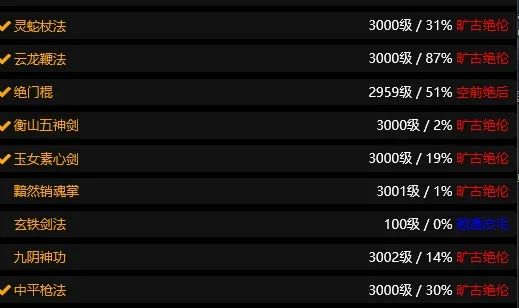 灵蛇杖法 3000级 / 31% 旷古绝伦
云龙鞭法 3000级 / 87% 旷古绝伦
绝门棍 2959级 / 51% 空前绝后
衡山五神剑 3000级 / 2% 旷古绝伦
玉女素心剑 3000级 / 19% 旷古绝伦
黯然销魂掌 3001级 / 1% 旷古绝伦
玄铁剑法 100级 / 0% 粗通皮毛
九阴神功 3002级 / 14% 旷古绝伦
中平枪法 3000级 / 30% 旷古绝伦